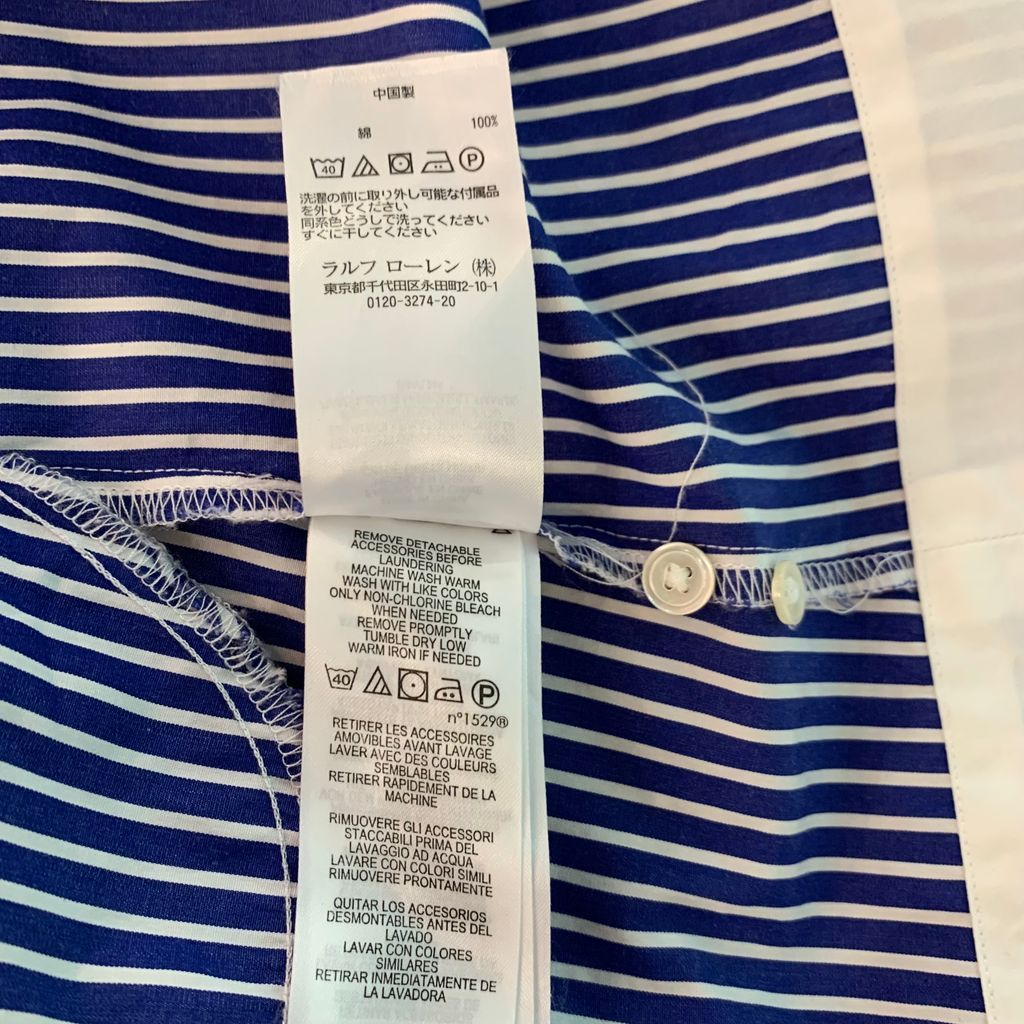 中国製
綿 100%
40 P
洗濯の前に取り外し可能な付属品
を外してください
同系色どうしで洗ってください
すぐに干してください
ラルフ ローレン (株)
東京都千代田区永田町2-10-1
0120-3274-20
REMOVE DETACHABLE
ACCESSORIES BEFORE
LAUNDERING
MACHINE WASH WARM
WASH WITH LIKE COLORS
ONLY NON-CHLORINE BLEACH
WHEN NEEDED
REMOVE PROMPTLY
TUMBLE DRY LOW
WARM IRON IF NEEDED
40 P
n°1529®
RETIRER LES ACCESSOIRES
AMOVIBLES AVANT LAVAGE
LAVER AVEC DES COULEURS
SEMBLABLES
RETIRER RAPIDEMENT DE LA
MACHINE
RIMUOVERE GLI ACCESSORI
STACCABILI PRIMA DEL
LAVAGGIO AD ACQUA
LAVARE CON COLORI SIMILI
RIMUOVERE PRONTAMENTE
QUITAR LOS ACCESORIOS
DESMONTABLES ANTES DEL
LAVADO
LAVAR CON COLORES
SIMILARES
RETIRAR INMEDIATAMENTE DE
LA LAVADORA